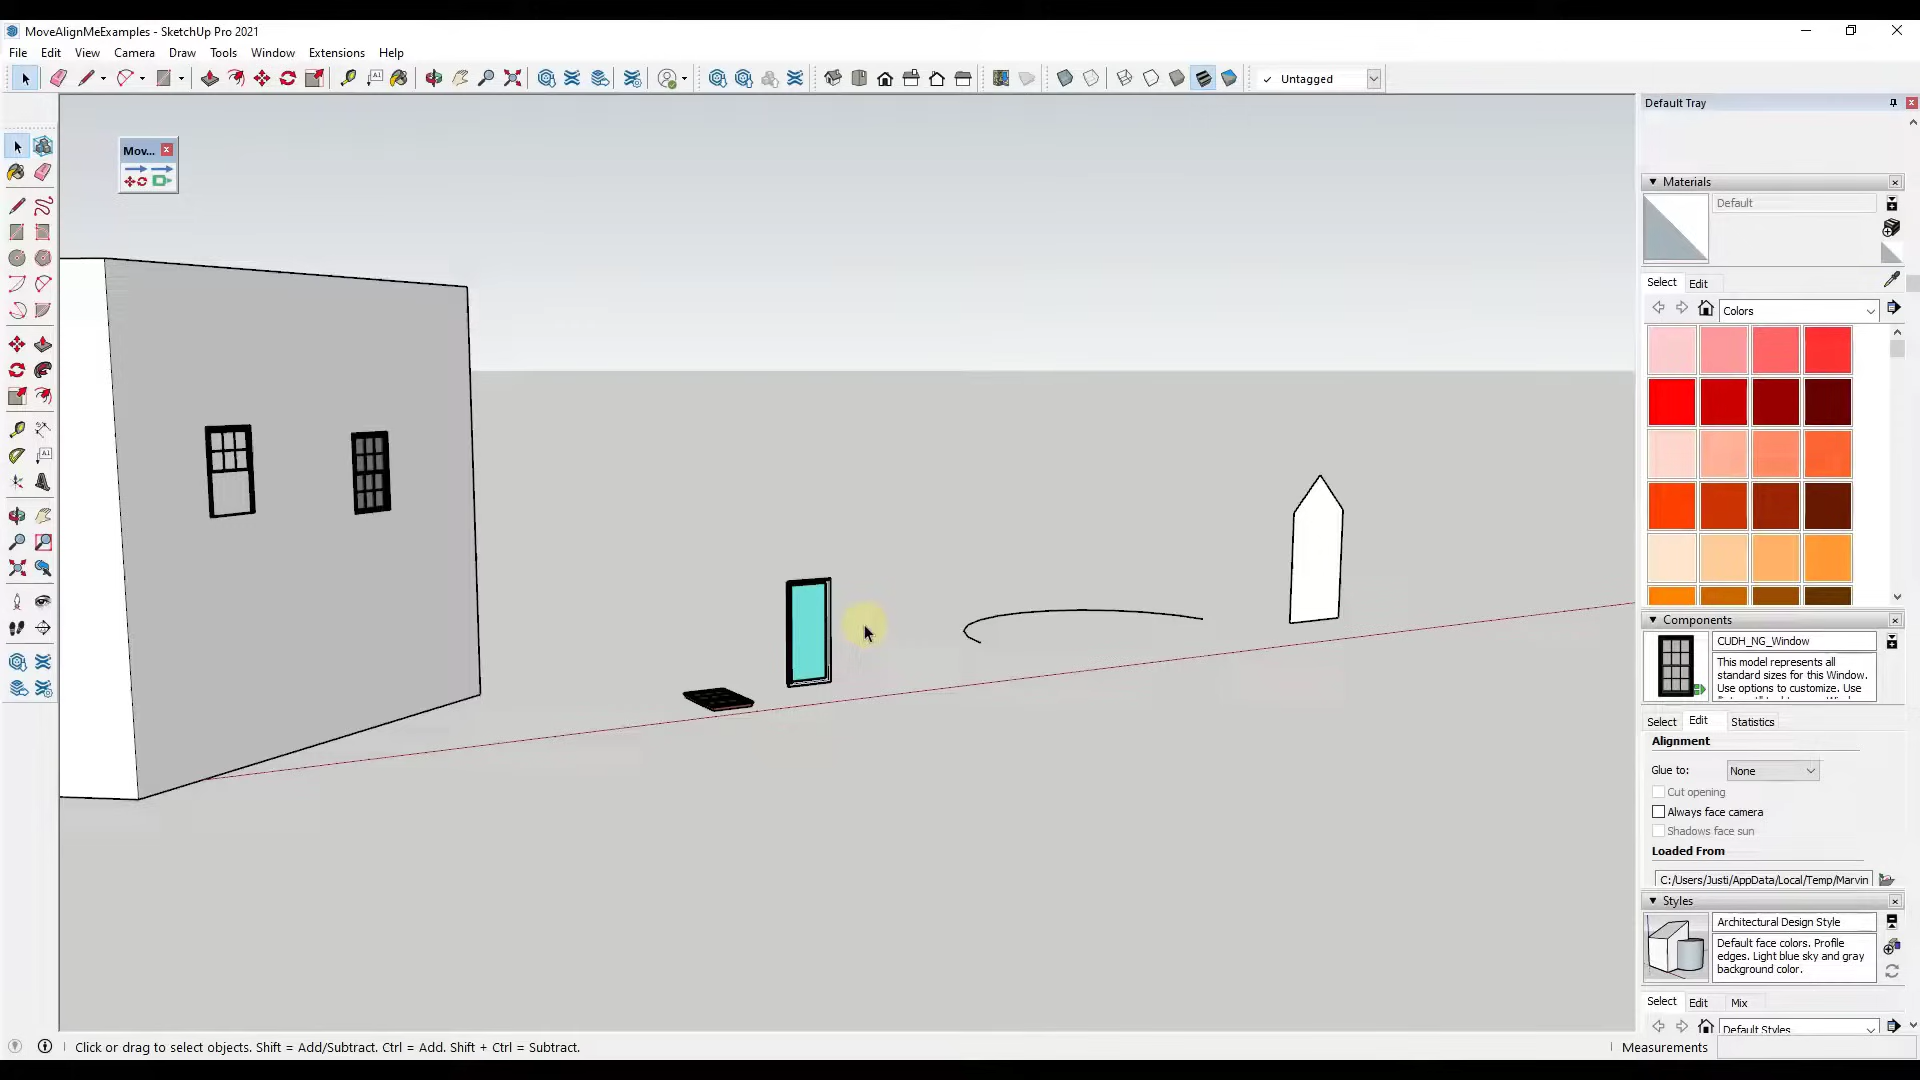 MoveAlignMeExamples - SketchUp Pro 2021
File Edit View Camera Draw Tools Window Extensions Help
Untagged
Default Tray
Mov...
Materials
Default
Select Edit
Colors
Components
CUDH_NG_Window
This model represents all
standard sizes for this Window.
Use options to customize. Use
Select Edit Statistics
Alignment
Glue to: None
Cut opening
Always face camera
Shadows face sun
Loaded From
C:/Users/Justi/AppData/Local/Temp/Marvin
Styles
Architectural Design Style
Default face colors. Profile
edges. Light blue sky and gray
background color.
Select Edit Mix
Default Styles
Click or drag to select objects. Shift = Add/Subtract. Ctrl = Add. Shift + Ctrl = Subtract.
Measurements